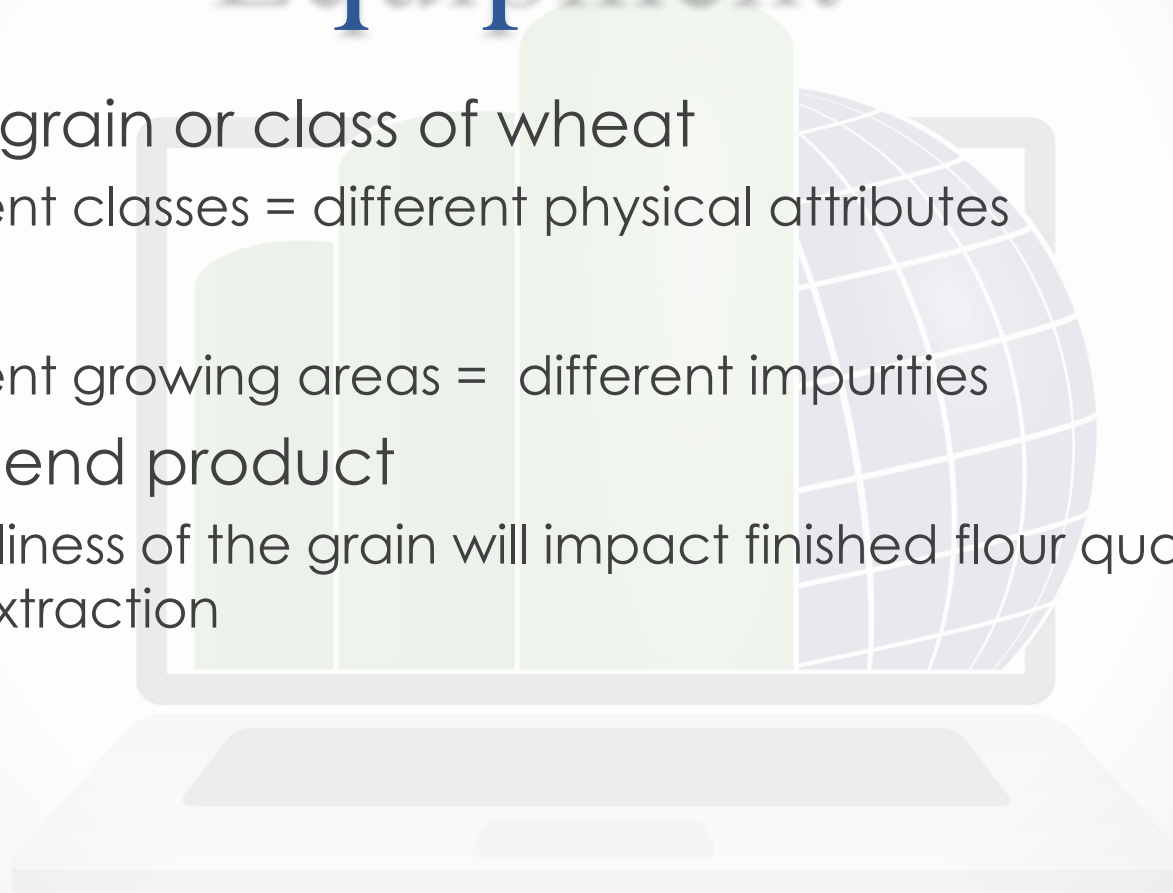 Equipment
grain or class of wheat
ent classes = different physical attributes
ent growing areas = different impurities
end product
liness of the grain will impact finished flour qua
xtraction